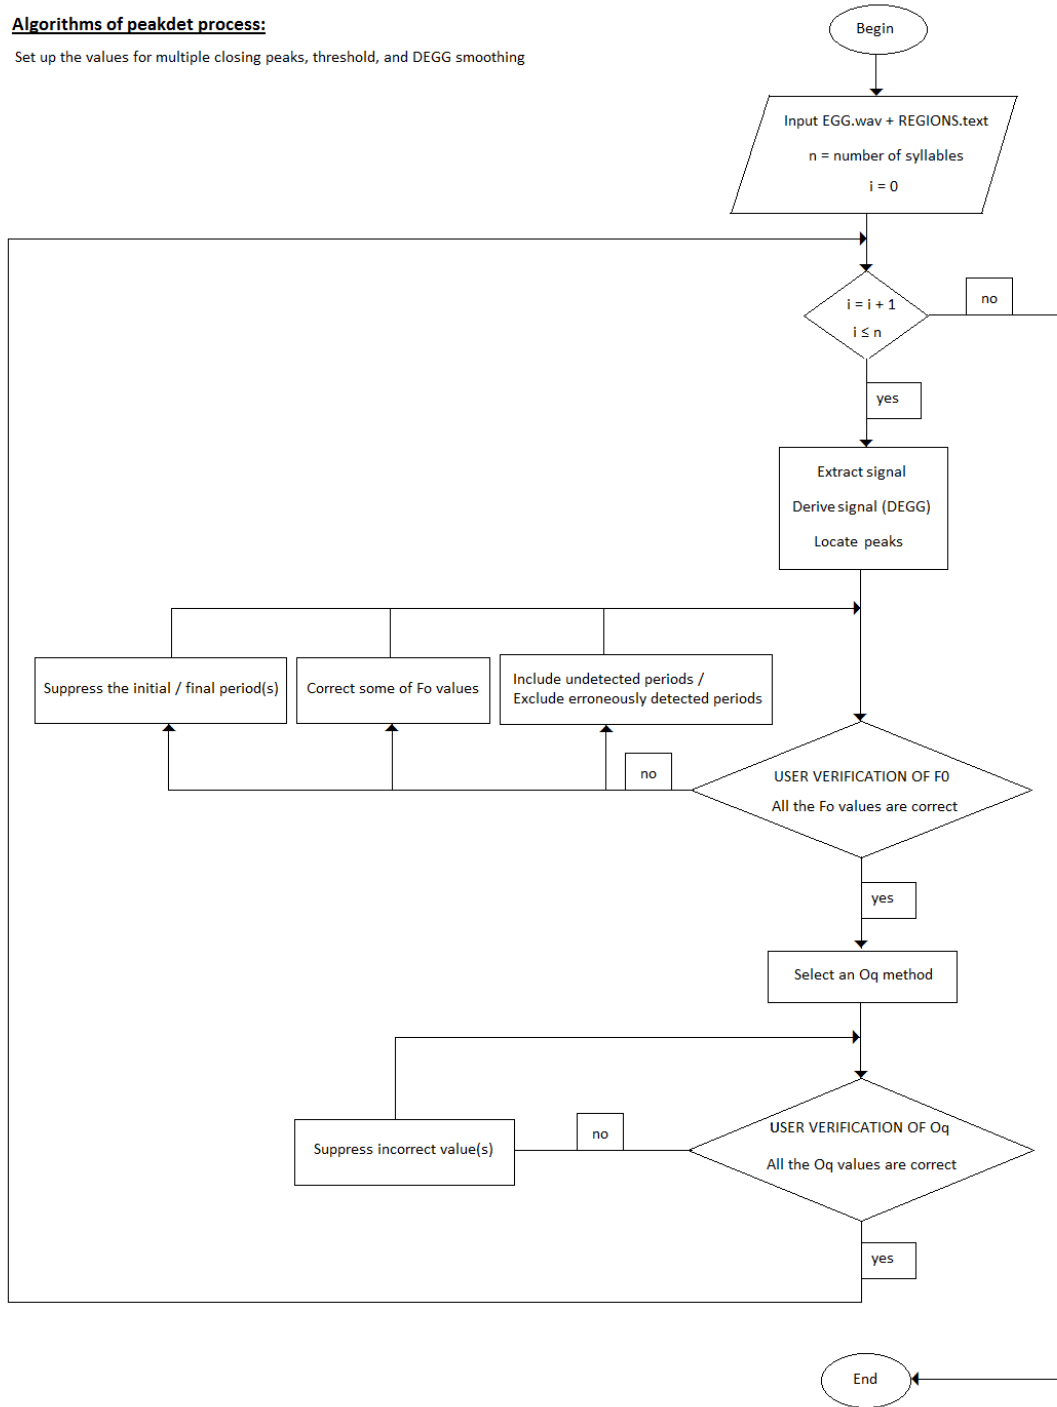 Algorithms of peakdet process:
Set up the values for multiple closing peaks, threshold, and DEGG smoothing
Begin
Input EGG.wav + REGIONS.text
n = number of syllables
i = 0
i = i + 1
i ≤ n
no
yes
Extract signal
Derive signal (DEGG)
Locate peaks
Suppress the initial / final period(s)
Correct some of Fo values
Include undetected periods /
Exclude erroneously detected periods
no
USER VERIFICATION OF F0
All the Fo values are correct
yes
Select an Oq method
USER VERIFICATION OF Oq
All the Oq values are correct
no
Suppress incorrect value(s)
yes
End